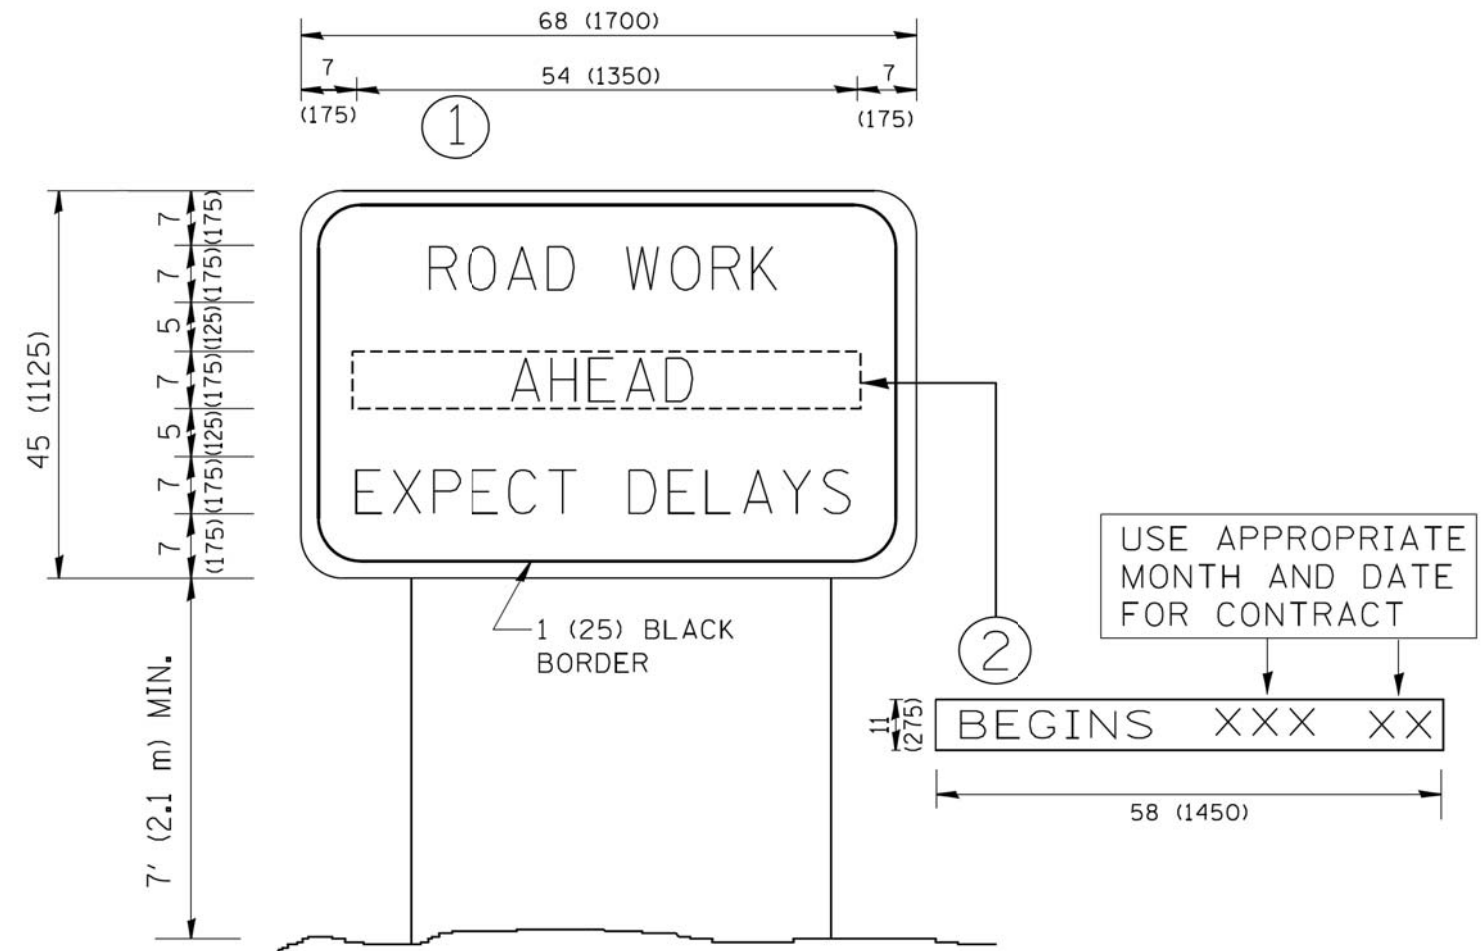 68 (1700)
7
54 (1350)
7
(175)
(175)
1
45 (1125)
7
(175)
7
(175)
5
(125)
7
(175)
5
(125)
7
(175)
7
(175)
ROAD WORK
AHEAD
EXPECT DELAYS
1 (25) BLACK
BORDER
7' (2.1 m) MIN.
2
USE APPROPRIATE
MONTH AND DATE
FOR CONTRACT
11
(275)
BEGINS XXX XX
58 (1450)